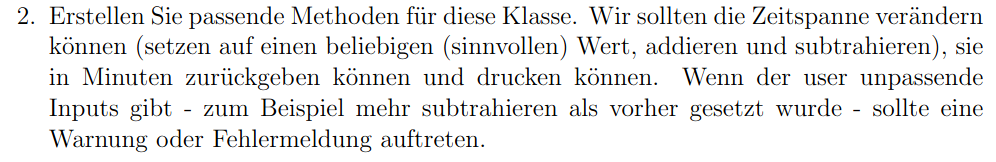 2. Erstellen Sie passende Methoden für diese Klasse. Wir sollten die Zeitspanne verändern
können (setzen auf einen beliebigen (sinnvollen) Wert, addieren und subtrahieren), sie
in Minuten zurückgeben können und drucken können. Wenn der user unpassende
Inputs gibt - zum Beispiel mehr subtrahieren als vorher gesetzt wurde - sollte eine
Warnung oder Fehlermeldung auftreten.